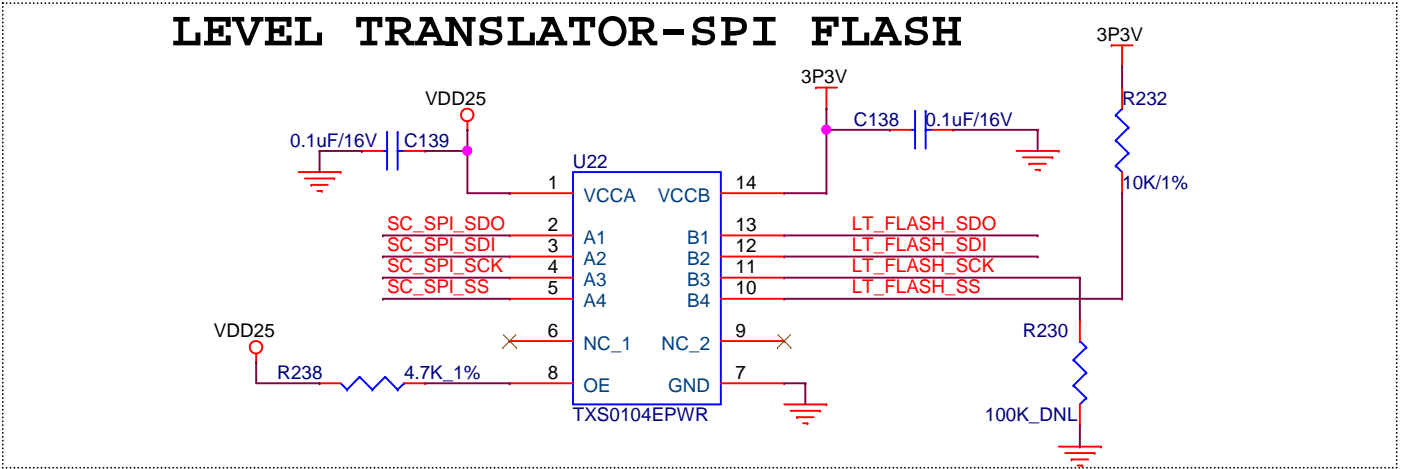 LEVEL TRANSLATOR-SPI FLASH
3P3V
3P3V
VDD25
R232
0.1uF/16V C139
C138 0.1uF/16V
U22
1 VCCA VCCB 14
10K/1%
SC_SPI_SDO 2 A1 B1 13 LT_FLASH_SDO
SC_SPI_SDI 3 A2 B2 12 LT_FLASH_SDI
SC_SPI_SCK 4 A3 B3 11 LT_FLASH_SCK
SC_SPI_SS 5 A4 B4 10 LT_FLASH_SS
VDD25
6 NC_1 NC_2 9
R230
R238 4.7K_1% 8 OE GND 7
TXS0104EPWR
100K_DNL